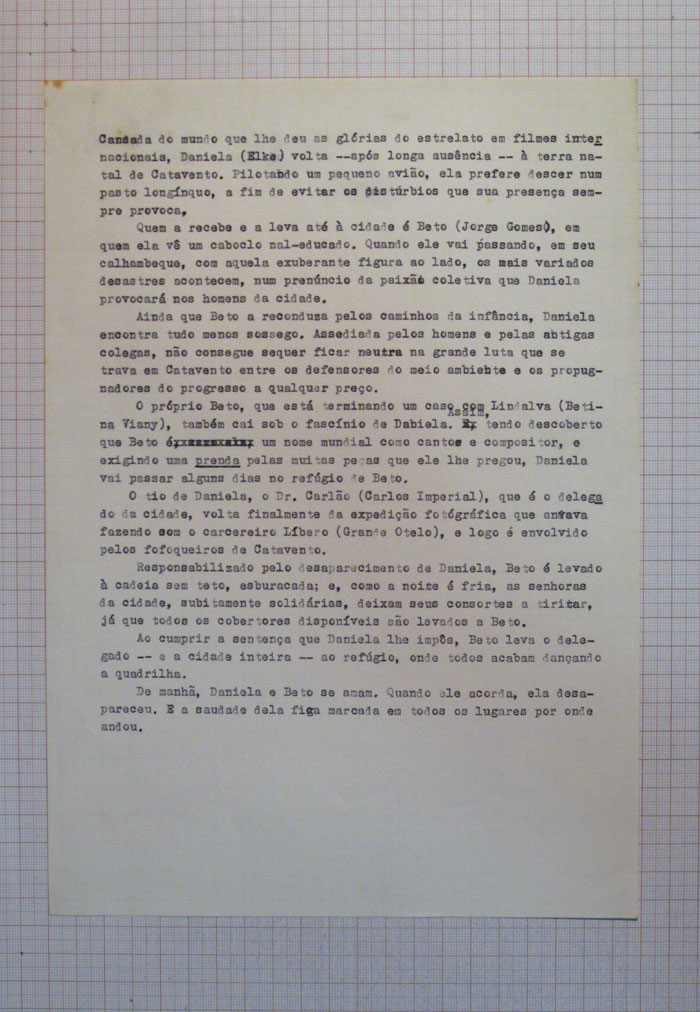 Cansada do mundo que lhe deu as glórias do estrelato em filmes inter
nacionais, Daniela (Elke) volta --após longa ausência -- à terra na-
tal de Catavento. Pilotando um pequeno avião, ela prefere descer num
pasto longínquo, a fim de evitar os distúrbios que sua presença sem-
pre provoca,
Quem a recebe e a leva até à cidade é Beto (Jorge Gomes), em
quem ela vê um caboclo mal-educado. Quando ele vai passando, em seu
calhambeque, com aquela exuberante figura ao lado, os mais variados
desastres acontecem, num prenúncio da paixão coletiva que Daniela
provocará nos homens da cidade.
Ainda que Beto a reconduza pelos caminhos da infância, Daniela
encontra tudo menos sossego. Assediada pelos homens e pelas abtigas
colegas, não consegue sequer ficar neutra na grande luta que se
trava em Catavento entre os defensores do meio ambiehte e os propug-
nadores do progresso a qualquer preço.
O próprio Beto, que está terminando um caso com Lindalva (Beti-
na Viany), também cai sob o fascínio de Dabiela. Assim, tendo descoberto
que Beto é um nome mundial como cantoe e compositor, e
exigindo uma prenda pelas muitas peças que ele lhe pregou, Daniela
vai passar alguns dias no refúgio de Beto.
O tio de Daniela, o Dr. Carlão (Carlos Imperial), que é o delega
do da cidade, volta finalmente da expedição fotógráfica que anvava
fazendo som o carcereiro Líbero (Grande Otelo), e logo é envolvido
pelos fofoqueiros de Catavento.
Responsabilizado pelo desaparecimento de Daniela, Beto é levado
à cadeia sem teto, esburacada; e, como a noite é fria, as senhoras
da cidade, subitamente solidárias, deixam seus consortes a tiritar,
já que todos os cobertores disponíveis são levados a Beto.
Ao cumprir a sentença que Daniela lhe impôs, Beto leva o dele-
gado -- e a cidade inteira -- ao refúgio, onde todos acabam dançando
a quadrilha.
De manhã, Daniela e Beto se amam. Quando ele acorda, ela desa-
pareceu. E a saudade dela figa marcada em todos os lugares por onde
andou.